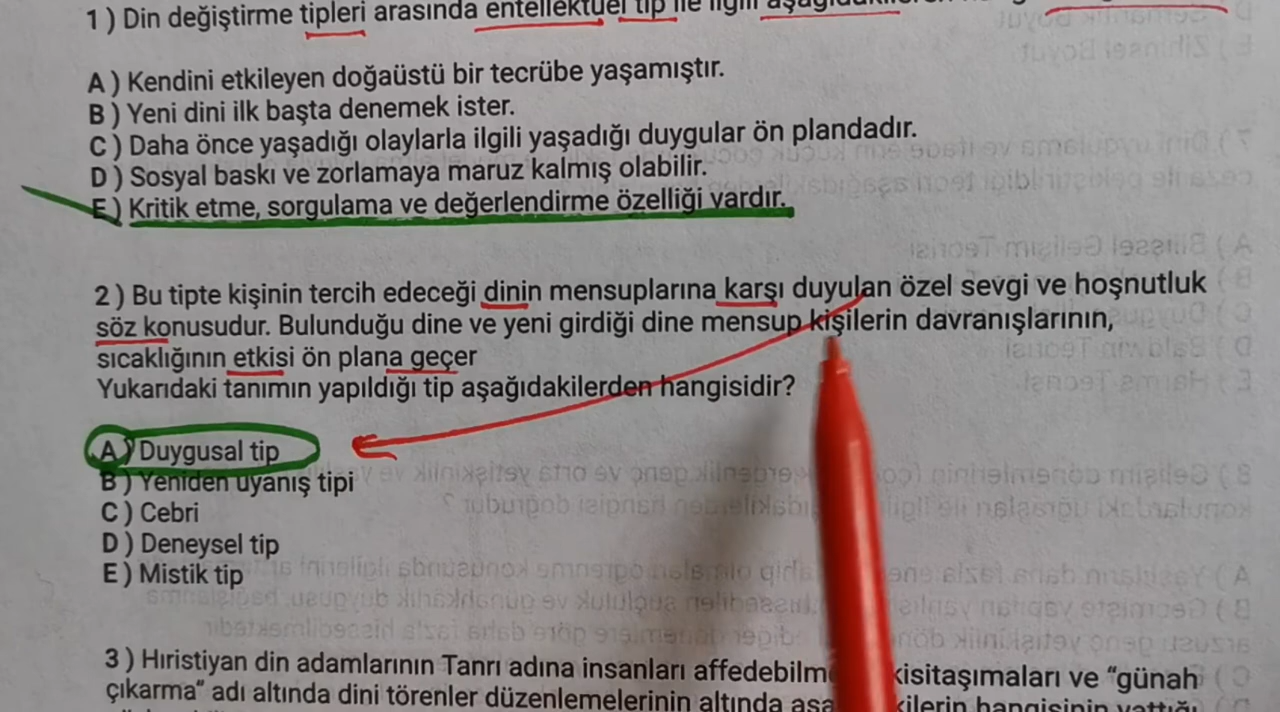 1 ) Din değiştirme tipleri arasında entellektuel tip ile ilgili aşağıdakilerden
A ) Kendini etkileyen doğaüstü bir tecrübe yaşamıştır.
B ) Yeni dini ilk başta denemek ister.
C ) Daha önce yaşadığı olaylarla ilgili yaşadığı duygular ön plandadır.
D ) Sosyal baskı ve zorlamaya maruz kalmış olabilir.
E ) Kritik etme, sorgulama ve değerlendirme özelliği vardır.
2 ) Bu tipte kişinin tercih edeceği dinin mensuplarına karşı duyulan özel sevgi ve hoşnutluk
söz konusudur. Bulunduğu dine ve yeni girdiği dine mensup kişilerin davranışlarının,
sıcaklığının etkisi ön plana geçer
Yukarıdaki tanımın yapıldığı tip aşağıdakilerden hangisidir?
A ) Duygusal tip
B ) Yeniden uyanış tipi
C ) Cebri
D ) Deneysel tip
E ) Mistik tip
3 ) Hıristiyan din adamlarının Tanrı adına insanları affedebilme kisitaşımaları ve “günah
çıkarma” adı altında dini törenler düzenlemelerinin altında hangisinin yattığı